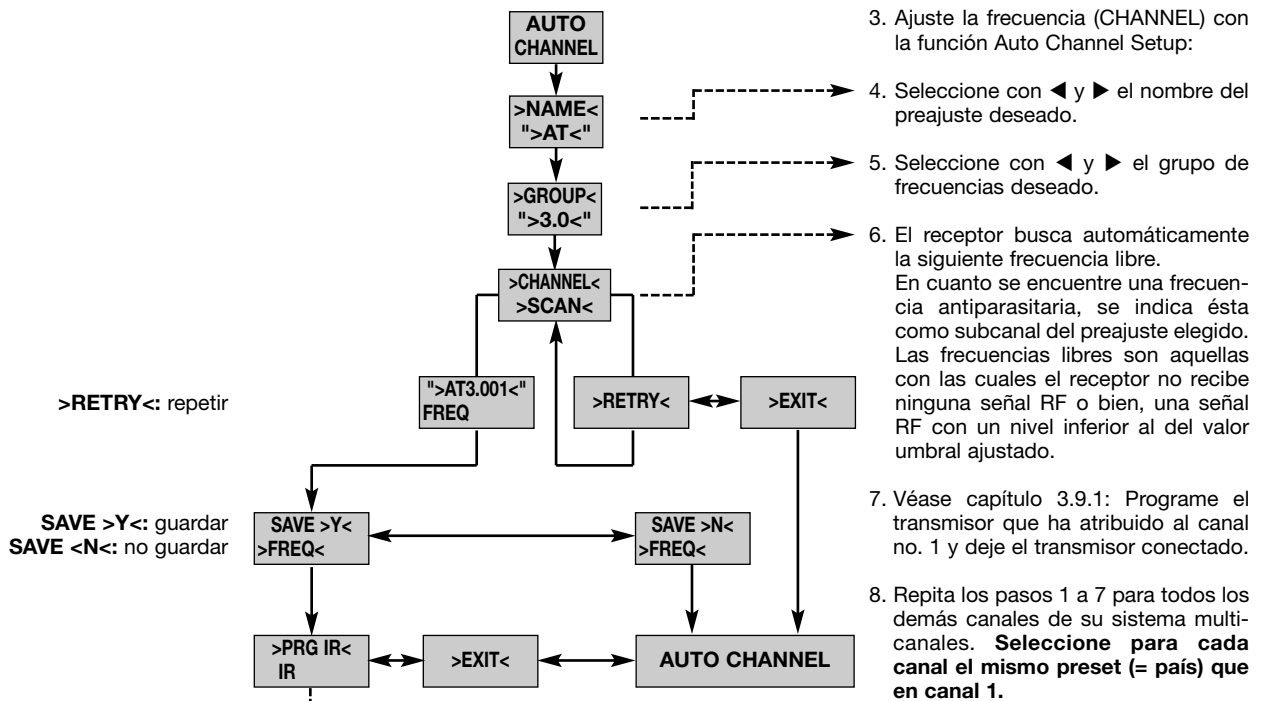 AUTO
CHANNEL
>NAME<
">AT<"
>GROUP<
">3.0<"
>CHANNEL<
>SCAN<
">AT3.001<"
FREQ
>RETRY<
>EXIT<
>RETRY<: repetir
SAVE >Y<: guardar
SAVE <N<: no guardar
SAVE >Y<
>FREQ<
SAVE >N<
>FREQ<
>PRG IR<
IR
>EXIT<
AUTO CHANNEL
3. Ajuste la frecuencia (CHANNEL) con
la función Auto Channel Setup:
4. Seleccione con ◀ y ▶ el nombre del
preajuste deseado.
5. Seleccione con ◀ y ▶ el grupo de
frecuencias deseado.
6. El receptor busca automáticamente
la siguiente frecuencia libre.
En cuanto se encuentre una frecuen-
cia antiparasitaria, se indica ésta
como subcanal del preajuste elegido.
Las frecuencias libres son aquellas
con las cuales el receptor no recibe
ninguna señal RF o bien, una señal
RF con un nivel inferior al del valor
umbral ajustado.
7. Véase capítulo 3.9.1: Programe el
transmisor que ha atribuido al canal
no. 1 y deje el transmisor conectado.
8. Repita los pasos 1 a 7 para todos los
demás canales de su sistema multi-
canales. Seleccione para cada
canal el mismo preset (= país) que
en canal 1.